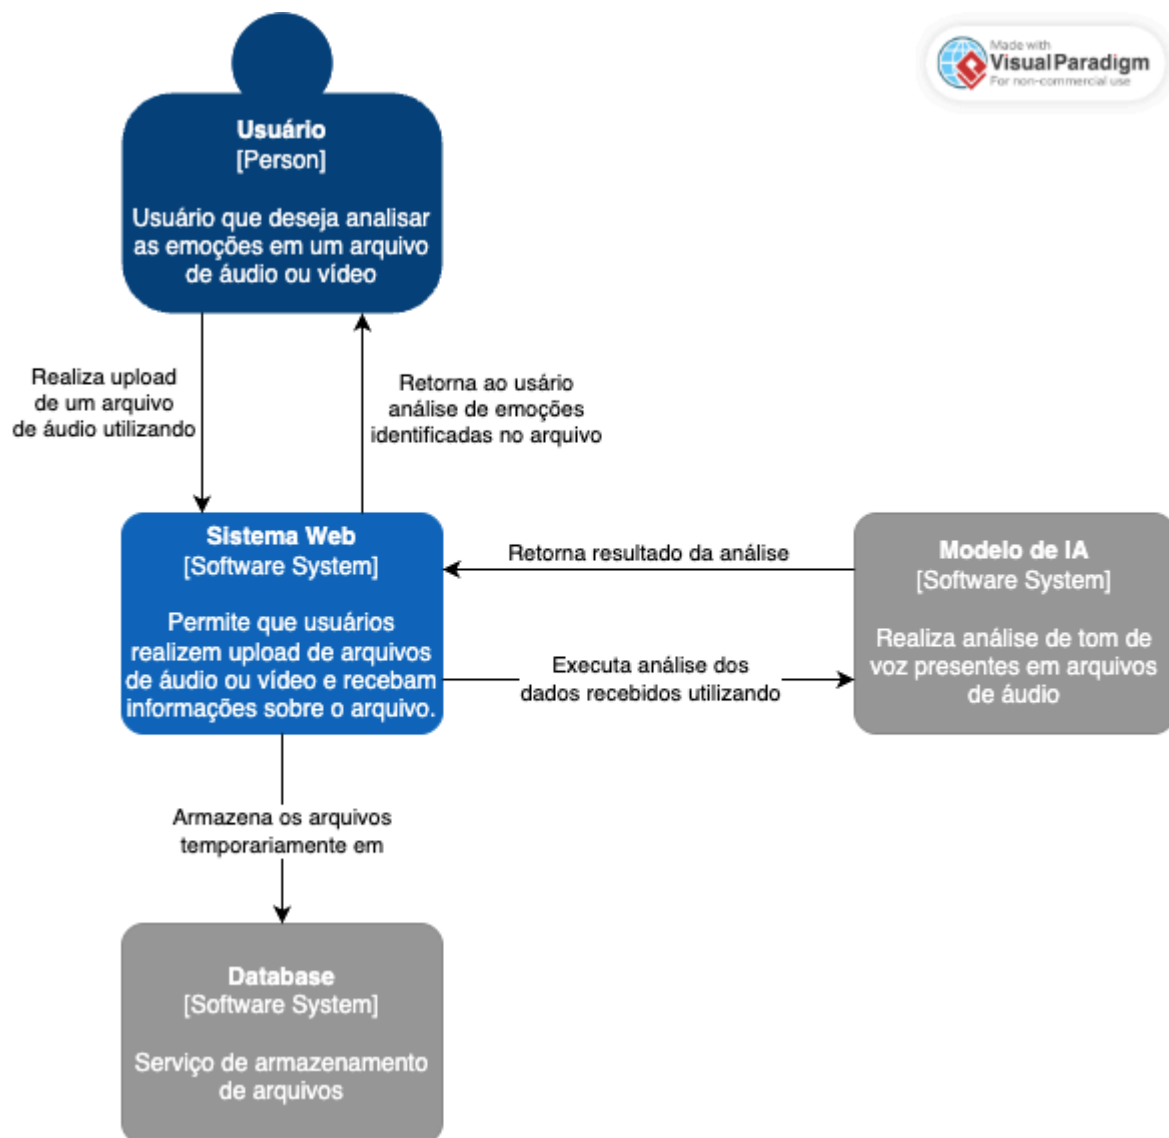 Made with
Visual Paradigm
For non-commercial use
Usuário
[Person]
Usuário que deseja analisar
as emoções em um arquivo
de áudio ou vídeo
Realiza upload
de um arquivo
de áudio utilizando
Retorna ao usário
análise de emoções
identificadas no arquivo
Sistema Web
[Software System]
Permite que usuários
realizem upload de arquivos
de áudio ou vídeo e recebam
informações sobre o arquivo.
Retorna resultado da análise
Executa análise dos
dados recebidos utilizando
Modelo de IA
[Software System]
Realiza análise de tom de
voz presentes em arquivos
de áudio
Armazena os arquivos
temporariamente em
Database
[Software System]
Serviço de armazenamento
de arquivos